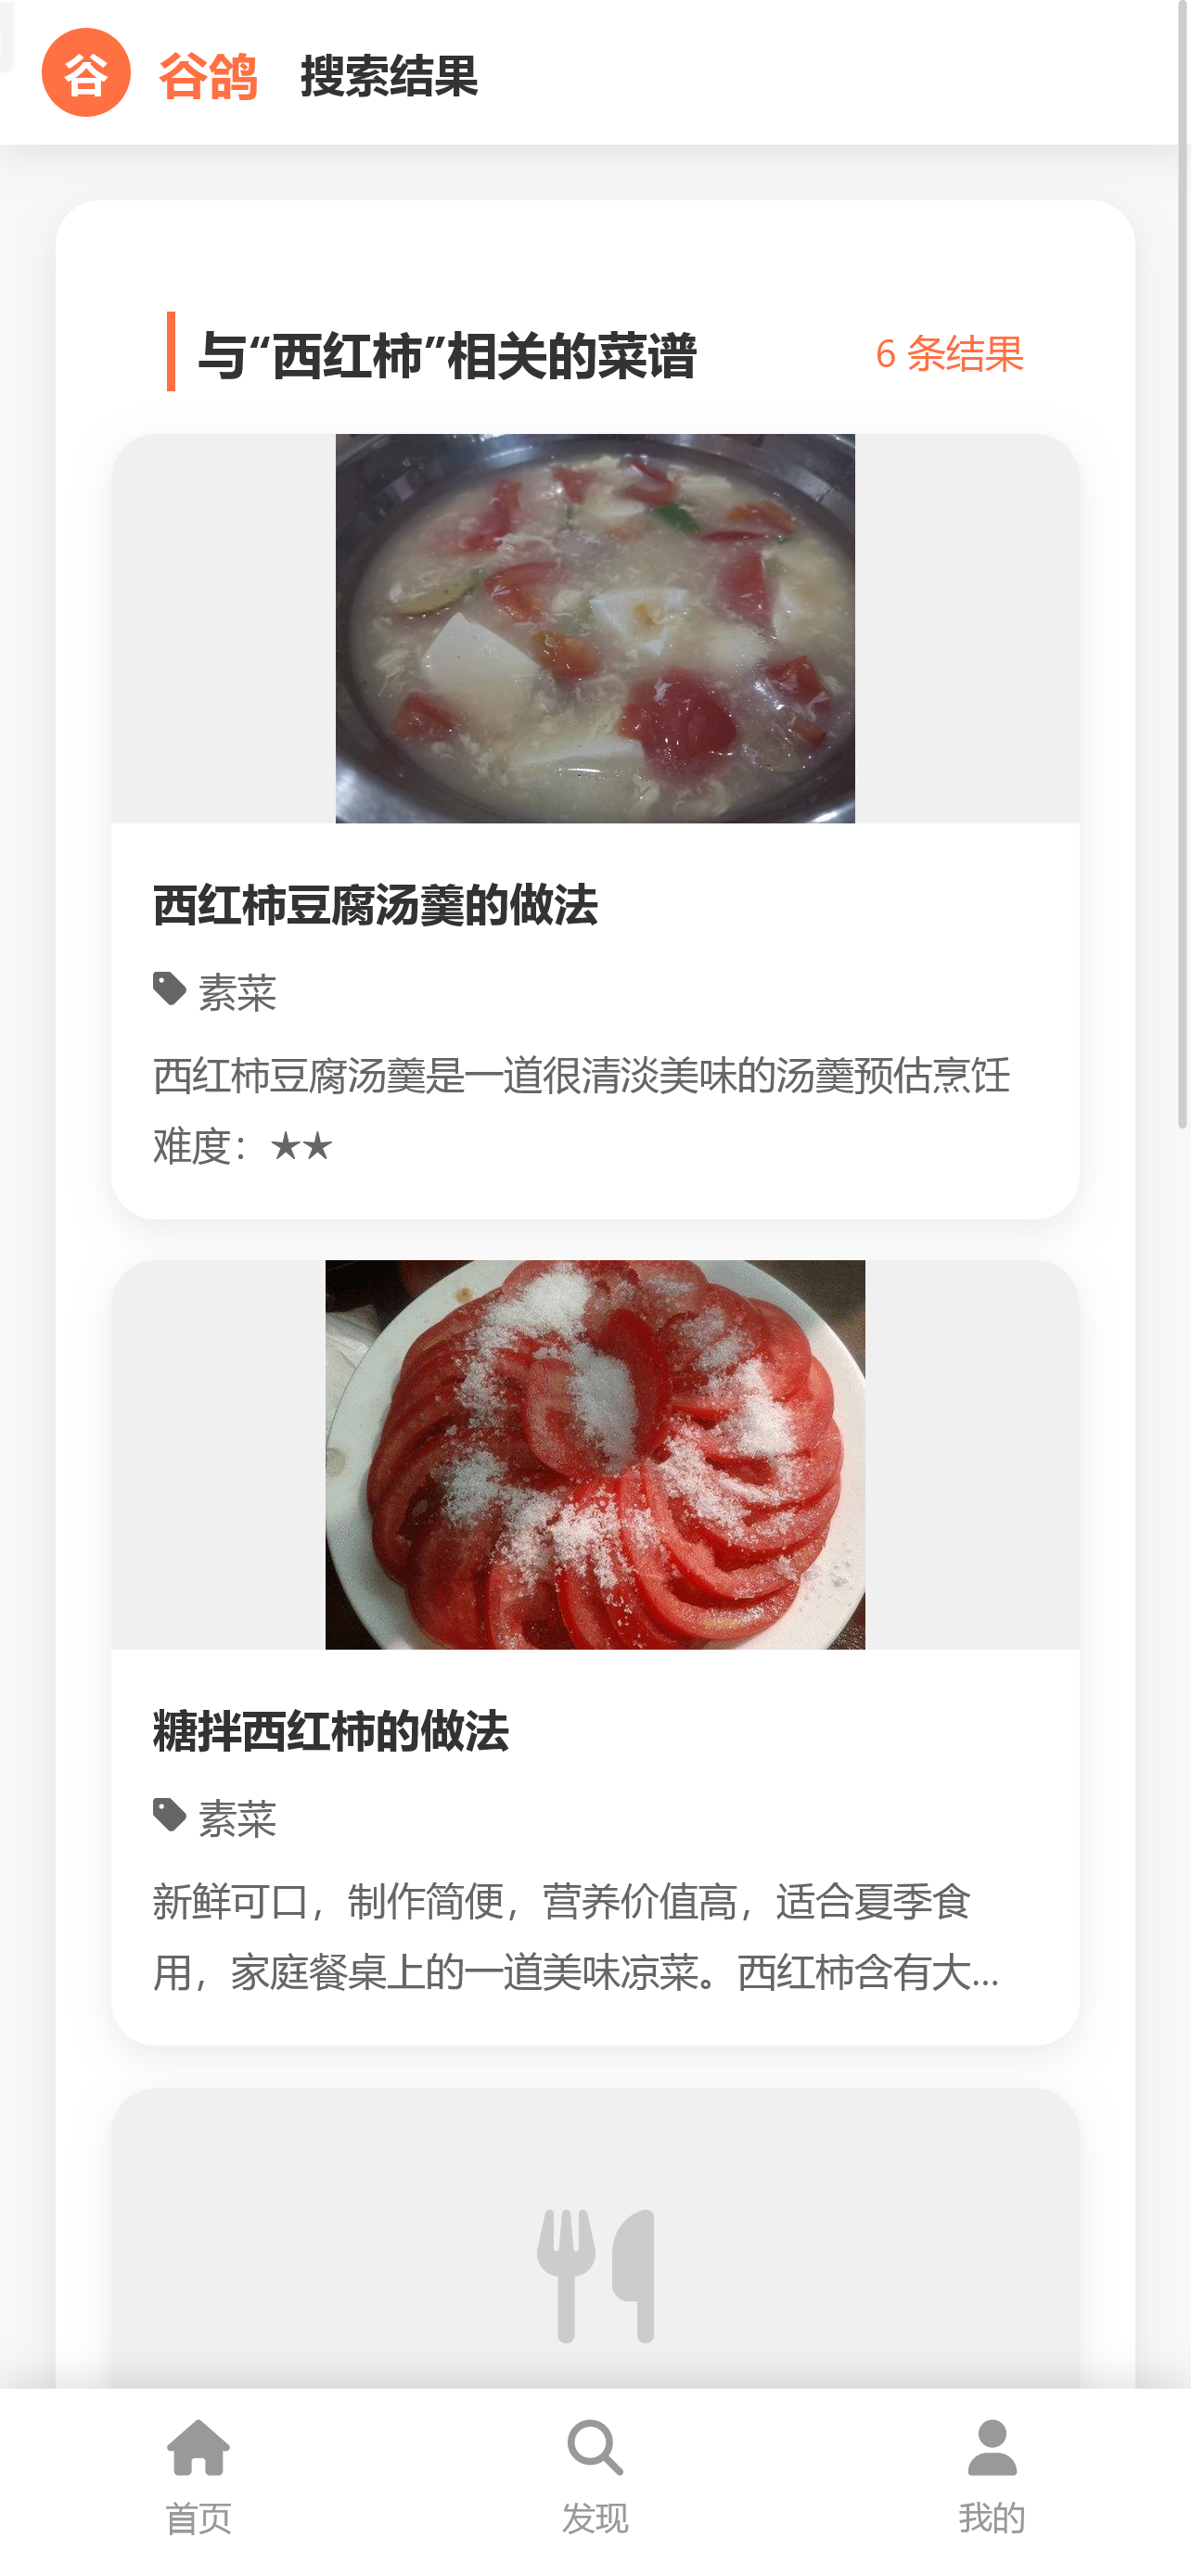 谷 谷鸽 搜索结果
与“西红柿”相关的菜谱 6 条结果
西红柿豆腐汤羹的做法
素菜
西红柿豆腐汤羹是一道很清淡美味的汤羹预估烹饪
难度：★★
糖拌西红柿的做法
素菜
新鲜可口，制作简便，营养价值高，适合夏季食
用，家庭餐桌上的一道美味凉菜。西红柿含有大...
首页 发现 我的